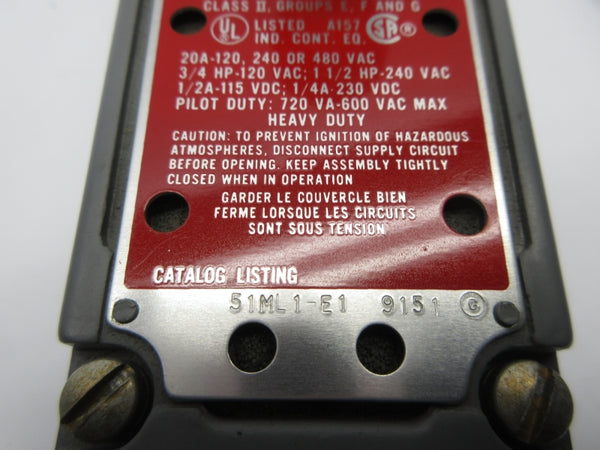 CLASS II, GROUPS E, F AND G
UL LISTED A157 SA ®
IND. CONT. EQ.
20A-120, 240 OR 480 VAC
3/4 HP-120 VAC; 1 1/2 HP-240 VAC
1/2A-115 VDC; 1/4A-230 VDC
PILOT DUTY: 720 VA-600 VAC MAX
HEAVY DUTY
CAUTION: TO PREVENT IGNITION OF HAZARDOUS
ATMOSPHERES, DISCONNECT SUPPLY CIRCUIT
BEFORE OPENING. KEEP ASSEMBLY TIGHTLY
CLOSED WHEN IN OPERATION
GARDER LE COUVERCLE BIEN
FERME LORSQUE LES CIRCUITS
SONT SOUS TENSION
CATALOG LISTING
51ML1-E1 9151 G